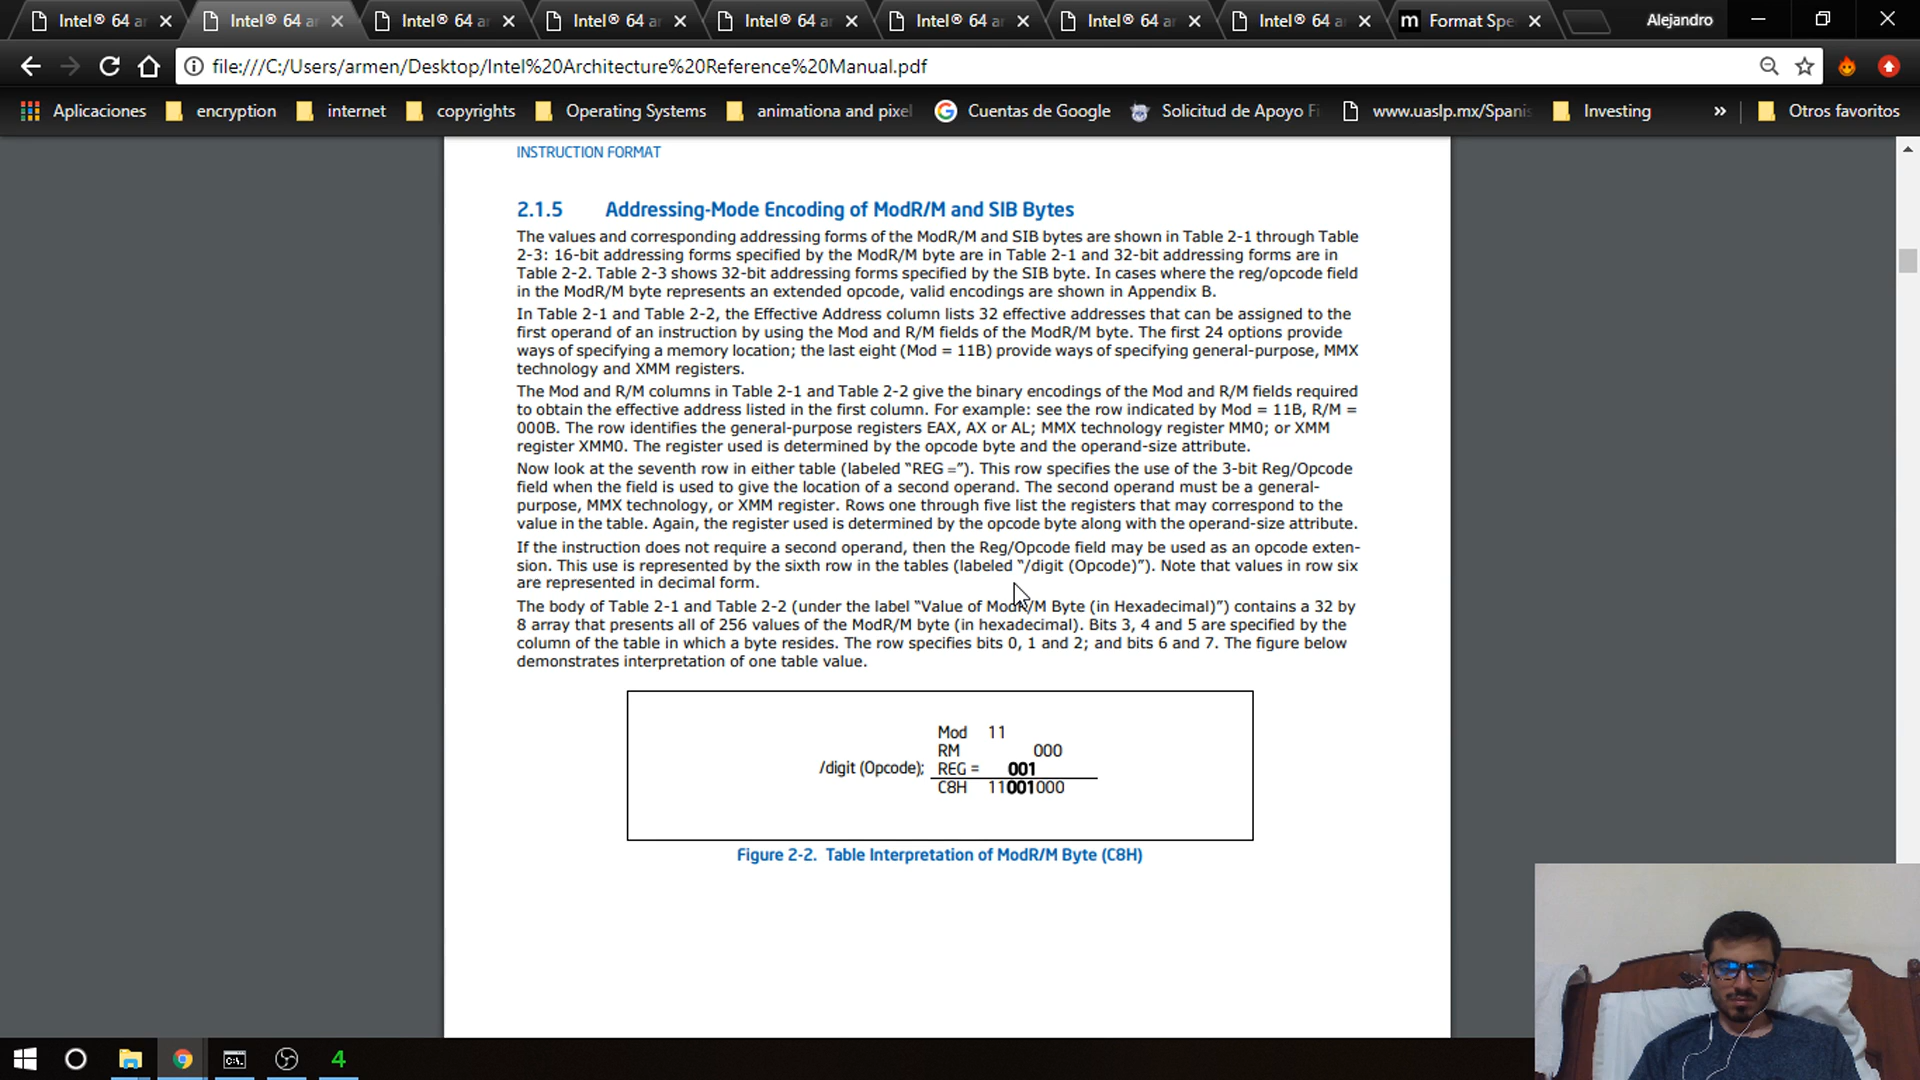 Intel® 64 ar
Intel® 64 ar
Intel® 64 ar
Intel® 64 ar
Intel® 64 ar
Intel® 64 ar
Intel® 64 ar
Intel® 64 ar
Format Spe
Alejandro
file:///C:/Users/armen/Desktop/Intel%20Architecture%20Reference%20Manual.pdf
Aplicaciones
encryption
internet
copyrights
Operating Systems
animationa and pixel
Cuentas de Google
Solicitud de Apoyo Fi
www.uaslp.mx/Spanis
Investing
»
Otros favoritos
INSTRUCTION FORMAT
2.1.5 Addressing-Mode Encoding of ModR/M and SIB Bytes
The values and corresponding addressing forms of the ModR/M and SIB bytes are shown in Table 2-1 through Table
2-3: 16-bit addressing forms specified by the ModR/M byte are in Table 2-1 and 32-bit addressing forms are in
Table 2-2. Table 2-3 shows 32-bit addressing forms specified by the SIB byte. In cases where the reg/opcode field
in the ModR/M byte represents an extended opcode, valid encodings are shown in Appendix B.
In Table 2-1 and Table 2-2, the Effective Address column lists 32 effective addresses that can be assigned to the
first operand of an instruction by using the Mod and R/M fields of the ModR/M byte. The first 24 options provide
ways of specifying a memory location; the last eight (Mod = 11B) provide ways of specifying general-purpose, MMX
technology and XMM registers.
The Mod and R/M columns in Table 2-1 and Table 2-2 give the binary encodings of the Mod and R/M fields required
to obtain the effective address listed in the first column. For example: see the row indicated by Mod = 11B, R/M =
000B. The row identifies the general-purpose registers EAX, AX or AL; MMX technology register MM0; or XMM
register XMM0. The register used is determined by the opcode byte and the operand-size attribute.
Now look at the seventh row in either table (labeled “REG =”). This row specifies the use of the 3-bit Reg/Opcode
field when the field is used to give the location of a second operand. The second operand must be a general-
purpose, MMX technology, or XMM register. Rows one through five list the registers that may correspond to the
value in the table. Again, the register used is determined by the opcode byte along with the operand-size attribute.
If the instruction does not require a second operand, then the Reg/Opcode field may be used as an opcode exten-
sion. This use is represented by the sixth row in the tables (labeled “/digit (Opcode)”). Note that values in row six
are represented in decimal form.
The body of Table 2-1 and Table 2-2 (under the label “Value of ModR/M Byte (in Hexadecimal)”) contains a 32 by
8 array that presents all of 256 values of the ModR/M byte (in hexadecimal). Bits 3, 4 and 5 are specified by the
column of the table in which a byte resides. The row specifies bits 0, 1 and 2; and bits 6 and 7. The figure below
demonstrates interpretation of one table value.
Mod 11
RM 000
/digit (Opcode); REG = 001
C8H 11001000
Figure 2-2. Table Interpretation of ModR/M Byte (C8H)